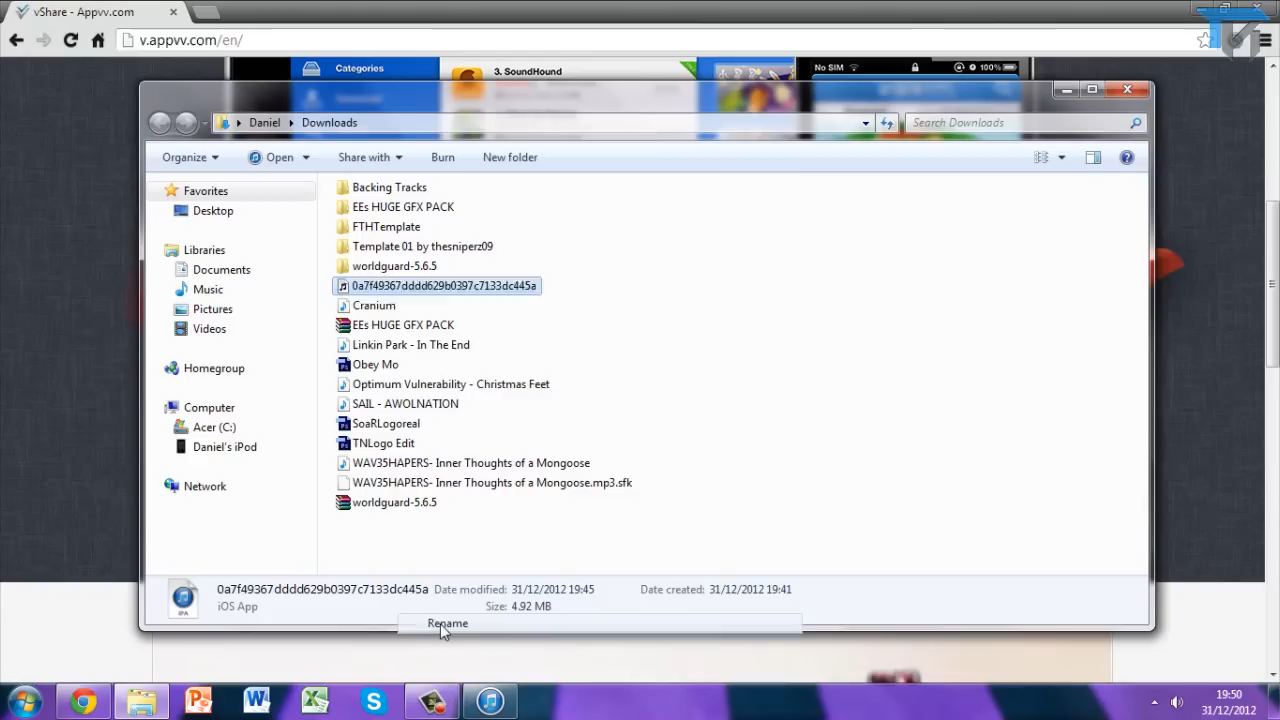 vShare - Appvv.com
v.appvv.com/en/
Categories
3. SoundHound
No SIM
100%
Daniel
Downloads
Search Downloads
Organize
Open
Share with
Burn
New folder
Favorites
Desktop
Libraries
Documents
Music
Pictures
Videos
Homegroup
Computer
Acer (C:)
Daniel's iPod
Network
Backing Tracks
EEs HUGE GFX PACK
FTHTemplate
Template 01 by thesniperz09
worldguard-5.6.5
0a7f49367dddd629b0397c7133dc445a
Cranium
EEs HUGE GFX PACK
Linkin Park - In The End
Obey Mo
Optimum Vulnerability - Christmas Feet
SAIL - AWOLNATION
SoaRLogoreal
TNLogo Edit
WAV35HAPERS- Inner Thoughts of a Mongoose
WAV35HAPERS- Inner Thoughts of a Mongoose.mp3.sfk
worldguard-5.6.5
IPA
0a7f49367dddd629b0397c7133dc445a Date modified: 31/12/2012 19:45 Date created: 31/12/2012 19:41
iOS App Size: 4.92 MB
Rename
19:50
31/12/2012